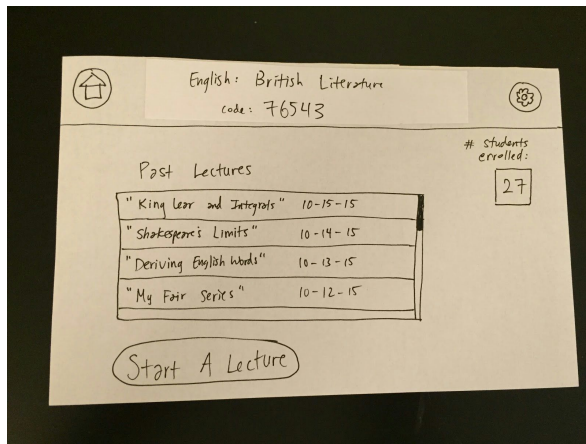 English: British Literature
code: 76543
# students
enrolled:
27
Past Lectures
"King Lear and Integrals" 10-15-15
"Shakespeare's Limits" 10-14-15
"Deriving English Words" 10-13-15
"My Fair Series" 10-12-15
Start A Lecture